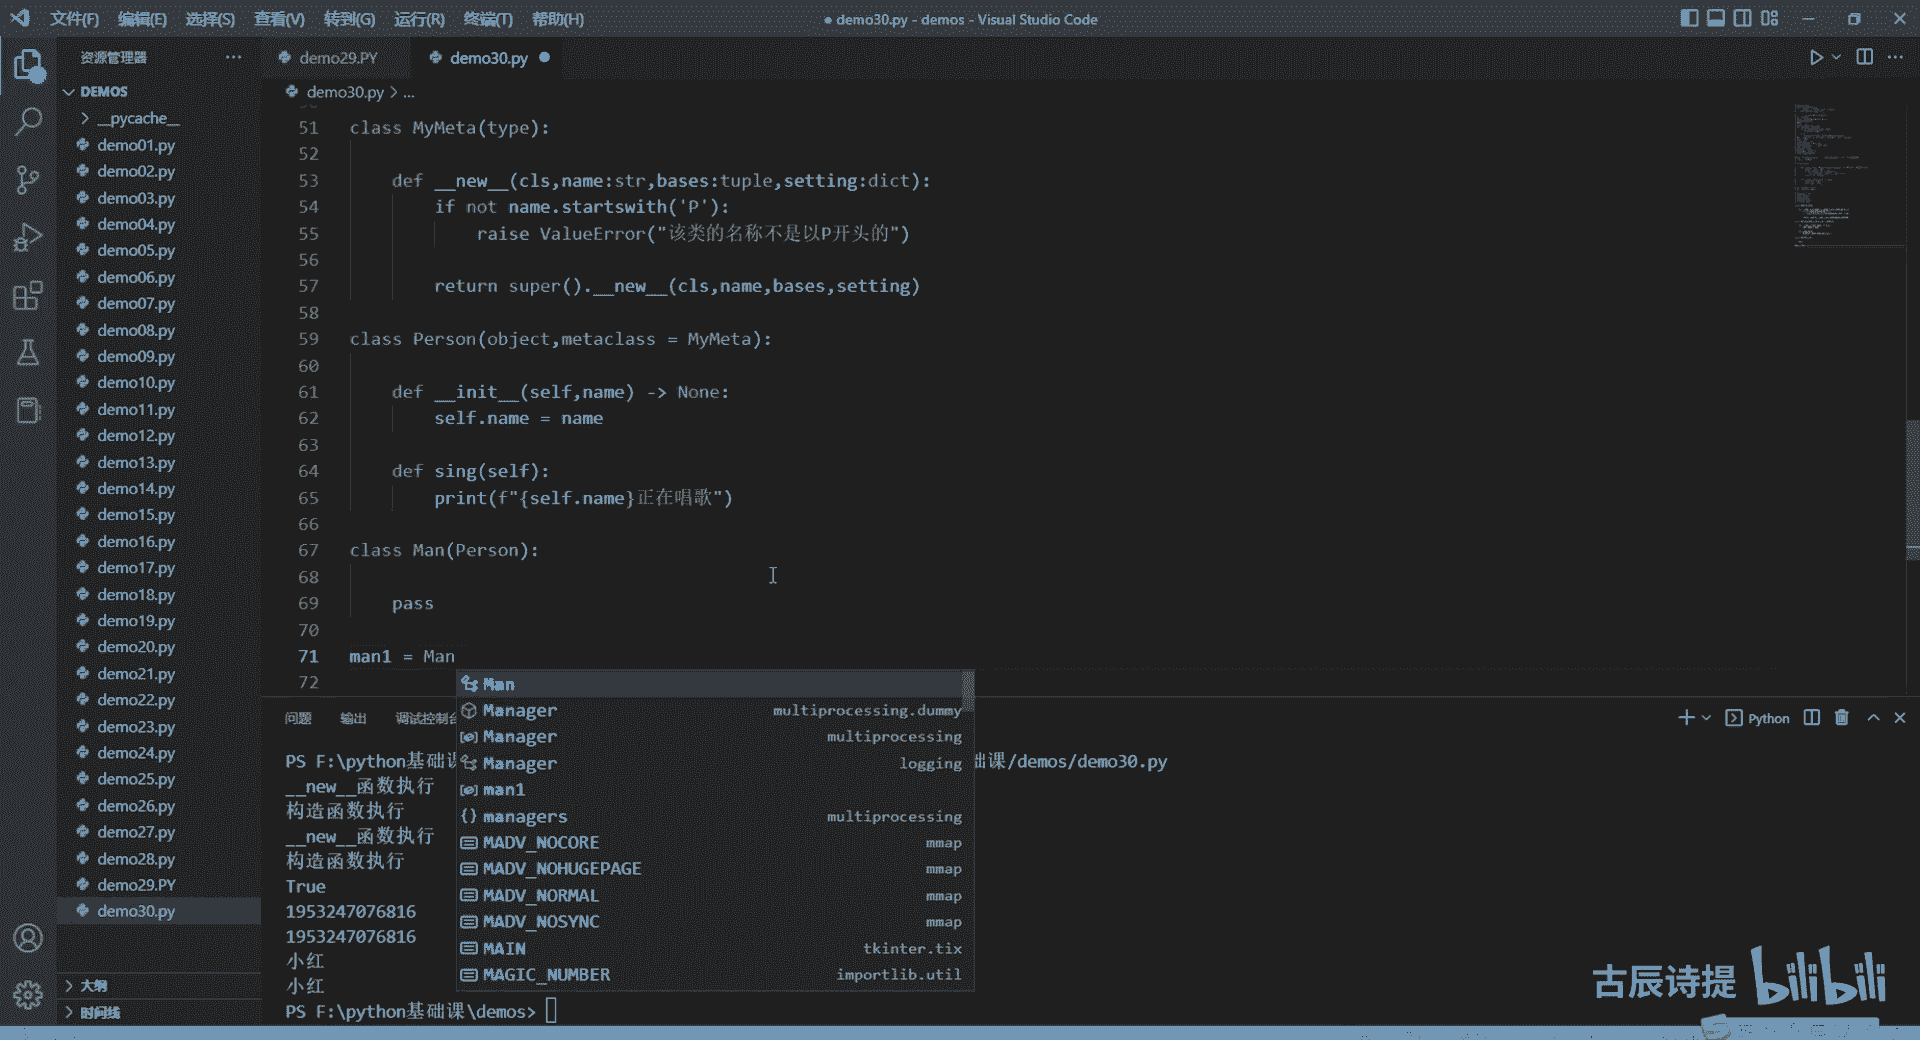 文件(F) 编辑(E) 选择(S) 查看(V) 转到(G) 运行(R) 终端(T) 帮助(H)
● demo30.py - demos - Visual Studio Code
资源管理器 ···
demo29.PY
demo30.py ●
DEMOS
demo30.py > ...
__pycache__
demo01.py
demo02.py
demo03.py
demo04.py
demo05.py
demo06.py
demo07.py
demo08.py
demo09.py
demo10.py
demo11.py
demo12.py
demo13.py
demo14.py
demo15.py
demo16.py
demo17.py
demo18.py
demo19.py
demo20.py
demo21.py
demo22.py
demo23.py
demo24.py
demo25.py
demo26.py
demo27.py
demo28.py
demo29.PY
demo30.py
大纲
时间线
51 class MyMeta(type):
52
53 def __new__(cls,name:str,bases:tuple,setting:dict):
54 if not name.startswith('P'):
55 raise ValueError("该类的名称不是以P开头的")
56
57 return super().__new__(cls,name,bases,setting)
58
59 class Person(object,metaclass = MyMeta):
60
61 def __init__(self,name) -> None:
62 self.name = name
63
64 def sing(self):
65 print(f"{self.name}正在唱歌")
66
67 class Man(Person):
68
69 pass
70
71 man1 = Man
72
Man
Manager multiprocessing.dummy
Manager multiprocessing
Manager logging
man1
managers multiprocessing
MADV_NOCORE mmap
MADV_NOHUGEPAGE mmap
MADV_NORMAL mmap
MADV_NOSYNC mmap
MAIN tkinter.tix
MAGIC_NUMBER importlib.util
问题 输出 调试控制台
Python
PS F:\python基础课 础课/demos/demo30.py
__new__函数执行
构造函数执行
__new__函数执行
构造函数执行
True
1953247076816
1953247076816
小红
小红
PS F:\python基础课\demos>
古辰诗提 bilibili